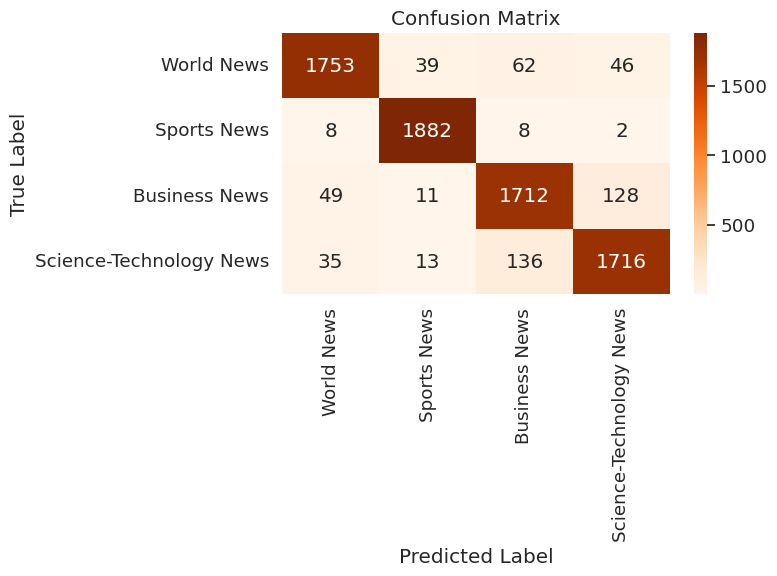 Confusion Matrix
True Label
World News 1753 39 62 46
Sports News 8 1882 8 2
Business News 49 11 1712 128
Science-Technology News 35 13 136 1716
World News
Sports News
Business News
Science-Technology News
Predicted Label
1500
1000
500